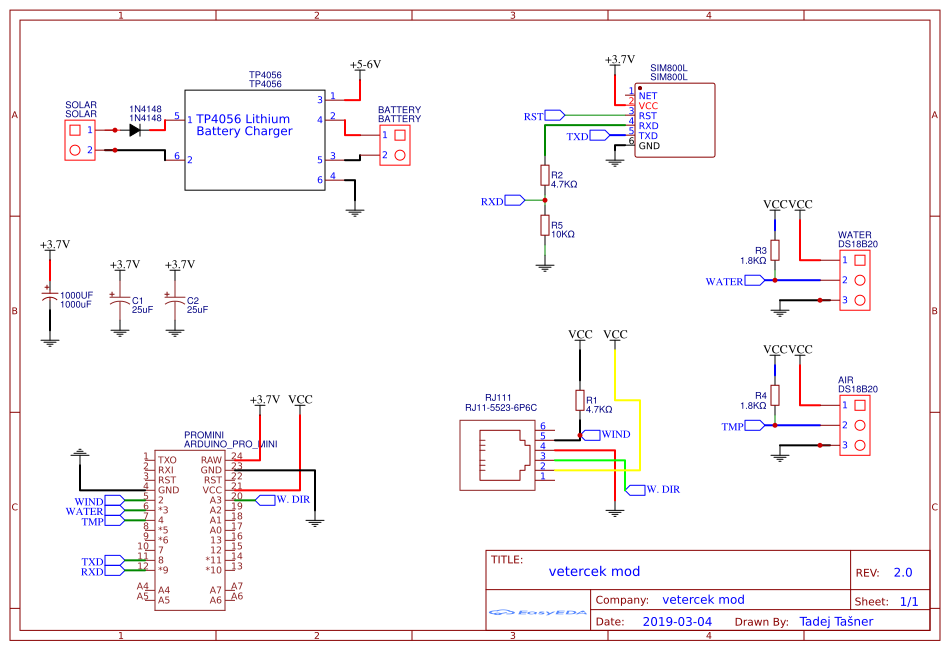 1 2 3 4
A
B
C
A
B
C
1 2 3 4
TP4056
TP4056
TP4056 Lithium
Battery Charger
SOLAR
SOLAR
1
2
1N4148
1N4148
5 1
6 2
3 1
4 2
5 3
6 4
+5-6V
BATTERY
BATTERY
1
2
+3.7V
SIM800L
SIM800L
1 NET
2 VCC
3 RST
4 RXD
5 TXD
6 GND
RST
TXD
RXD
R2
4.7KΩ
R5
10KΩ
+3.7V
1000UF
1000uF
+3.7V
C1
25uF
+3.7V
C2
25uF
VCC VCC
WATER
DS18B20
R3
1.8KΩ
WATER
1
2
3
VCC VCC
AIR
DS18B20
R4
1.8KΩ
TMP
1
2
3
VCC VCC
RJ111
RJ11-5523-6P6C
R1
4.7KΩ
6
5
4
3
2
1
WIND
W. DIR
+3.7V VCC
PROMINI
ARDUINO_PRO_MINI
1 TXO RAW 24
2 RXI GND 23
3 RST RST 22
4 GND VCC 21
WIND 5 2 A3 20 W. DIR
WATER 6 *3 A2 19
TMP 7 4 A1 18
8 *5 A0 17
9 *6 13 16
10 7 12 15
TXD 11 8 *11 14
RXD 12 *9 *10 13
A4 A4 A7 A7
A5 A5 A6 A6
TITLE:
vetercek mod
REV: 2.0
EasyEDA
Company: vetercek mod
Sheet: 1/1
Date: 2019-03-04 Drawn By: Tadej Tašner